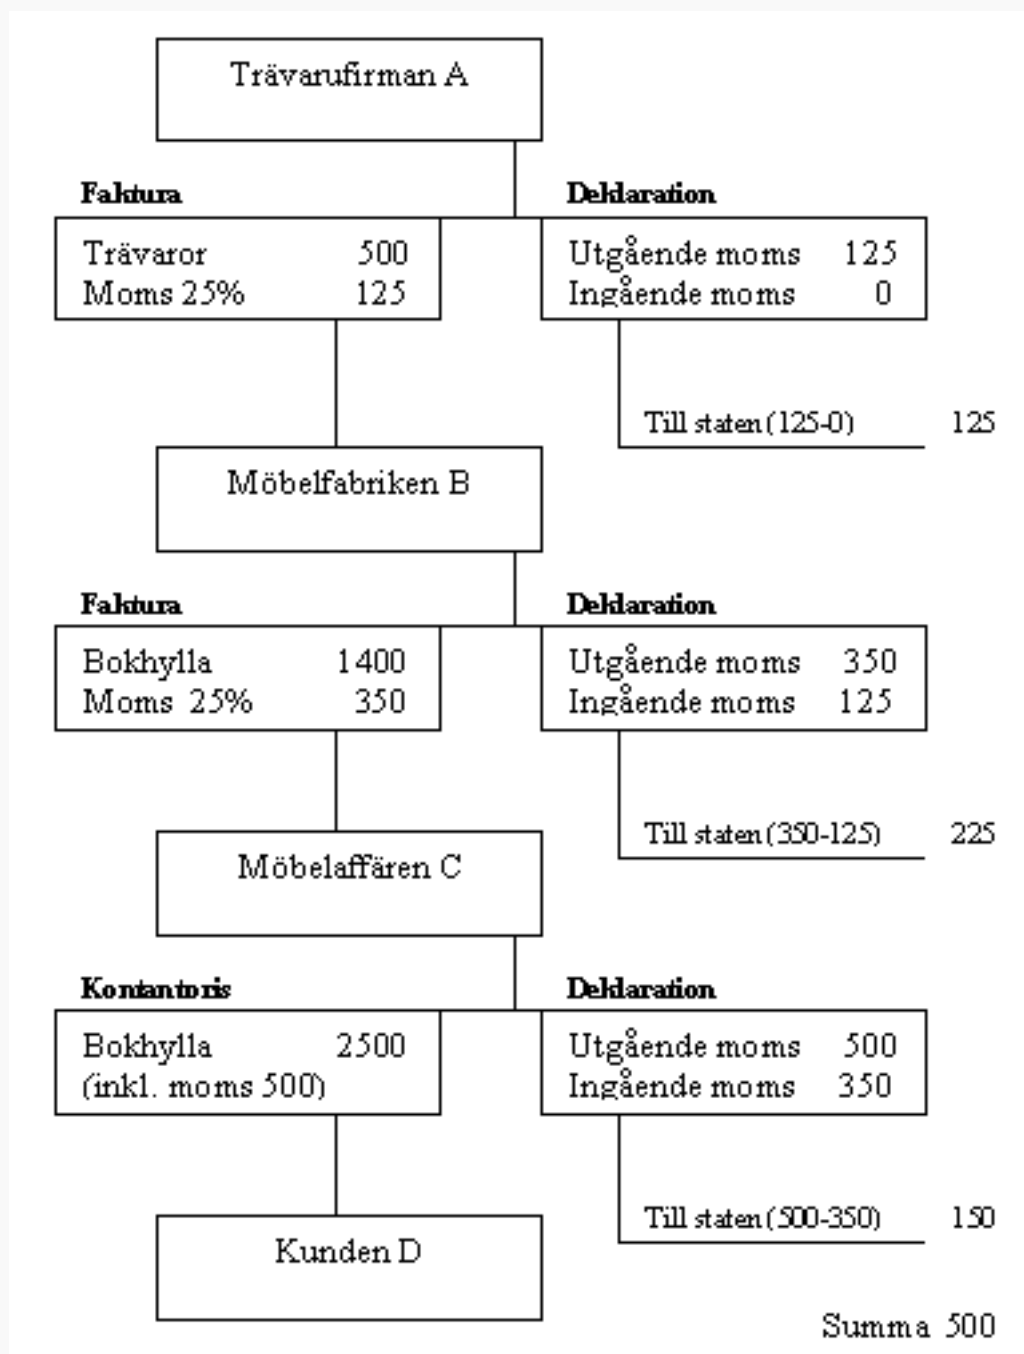 Trävarufirman A
Faktura
Deklaration
Trävaror 500
Moms 25% 125
Utgående moms 125
Ingående moms 0
Till staten (125-0) 125
Möbelfabriken B
Faktura
Deklaration
Bokhylla 1400
Moms 25% 350
Utgående moms 350
Ingående moms 125
Till staten (350-125) 225
Möbelaffären C
Kontantoris
Deklaration
Bokhylla 2500
(inkl. moms 500)
Utgående moms 500
Ingående moms 350
Till staten (500-350) 150
Kunden D
Summa 500